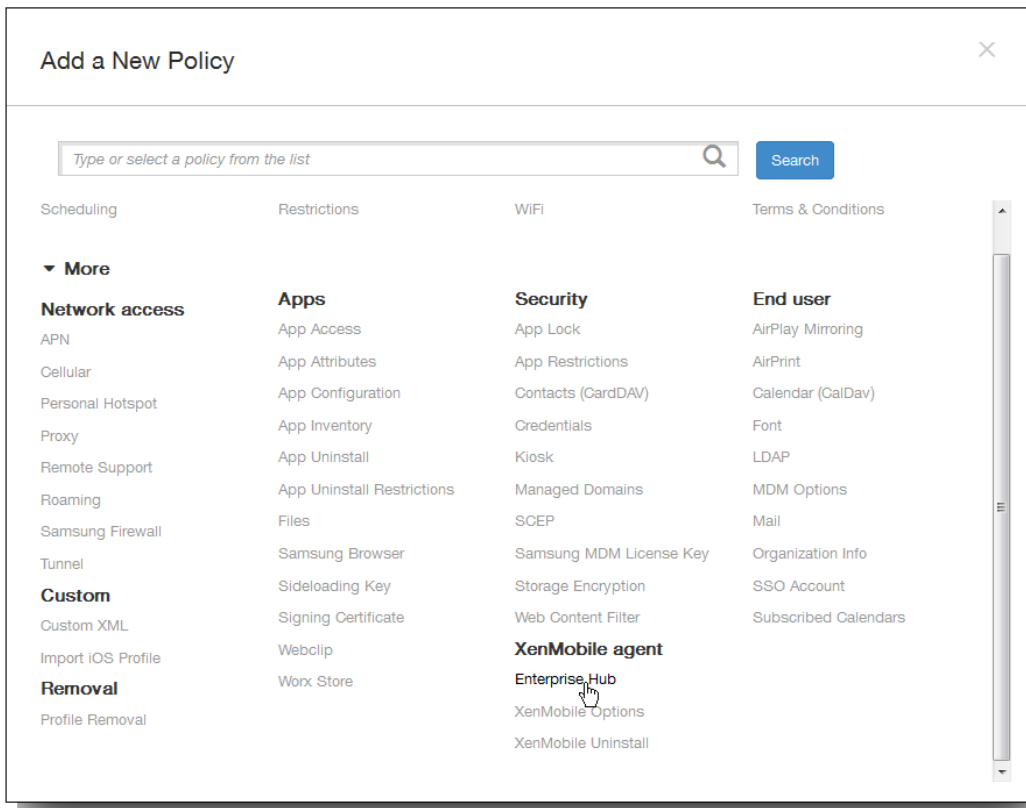 Add a New Policy
Type or select a policy from the list
Search
Scheduling
Restrictions
WiFi
Terms & Conditions
More
Network access
APN
Cellular
Personal Hotspot
Proxy
Remote Support
Roaming
Samsung Firewall
Tunnel
Custom
Custom XML
Import iOS Profile
Removal
Profile Removal
Apps
App Access
App Attributes
App Configuration
App Inventory
App Uninstall
App Uninstall Restrictions
Files
Samsung Browser
Sideloading Key
Signing Certificate
Webclip
Worx Store
Security
App Lock
App Restrictions
Contacts (CardDAV)
Credentials
Kiosk
Managed Domains
SCEP
Samsung MDM License Key
Storage Encryption
Web Content Filter
XenMobile agent
Enterprise Hub
XenMobile Options
XenMobile Uninstall
End user
AirPlay Mirroring
AirPrint
Calendar (CalDav)
Font
LDAP
MDM Options
Mail
Organization Info
SSO Account
Subscribed Calendars